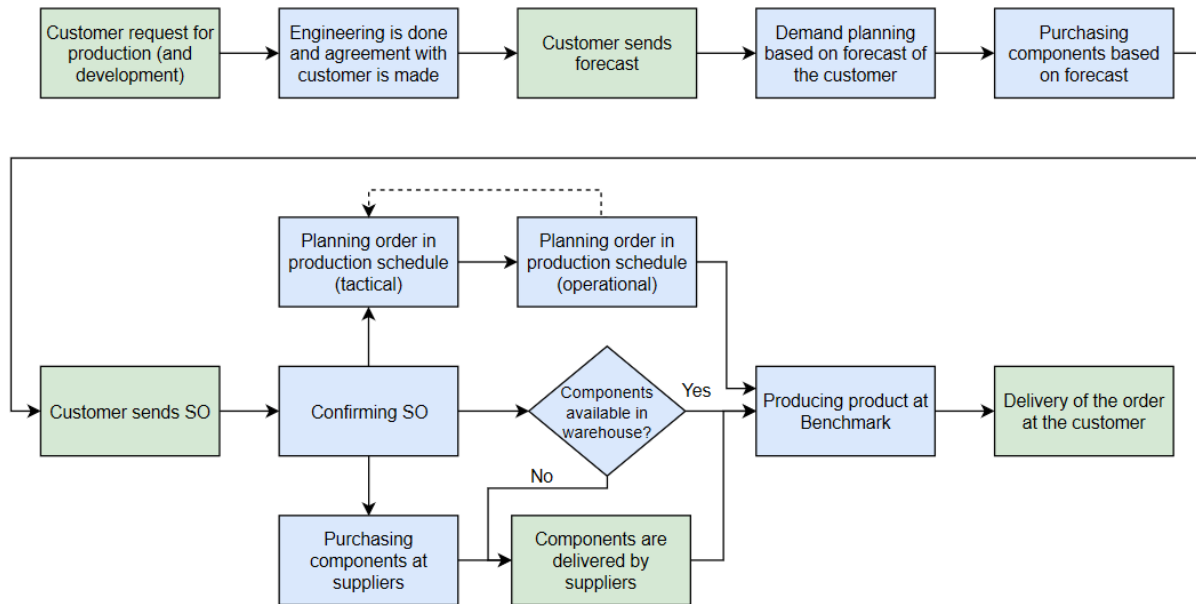 Customer request for
production (and
development)
Engineering is done
and agreement with
customer is made
Customer sends
forecast
Demand planning
based on forecast of
the customer
Purchasing
components based
on forecast
Planning order in
production schedule
(tactical)
Planning order in
production schedule
(operational)
Customer sends SO
Confirming SO
Components
available in
warehouse?
Yes
No
Producing product at
Benchmark
Delivery of the order
at the customer
Purchasing
components at
suppliers
Components are
delivered by
suppliers